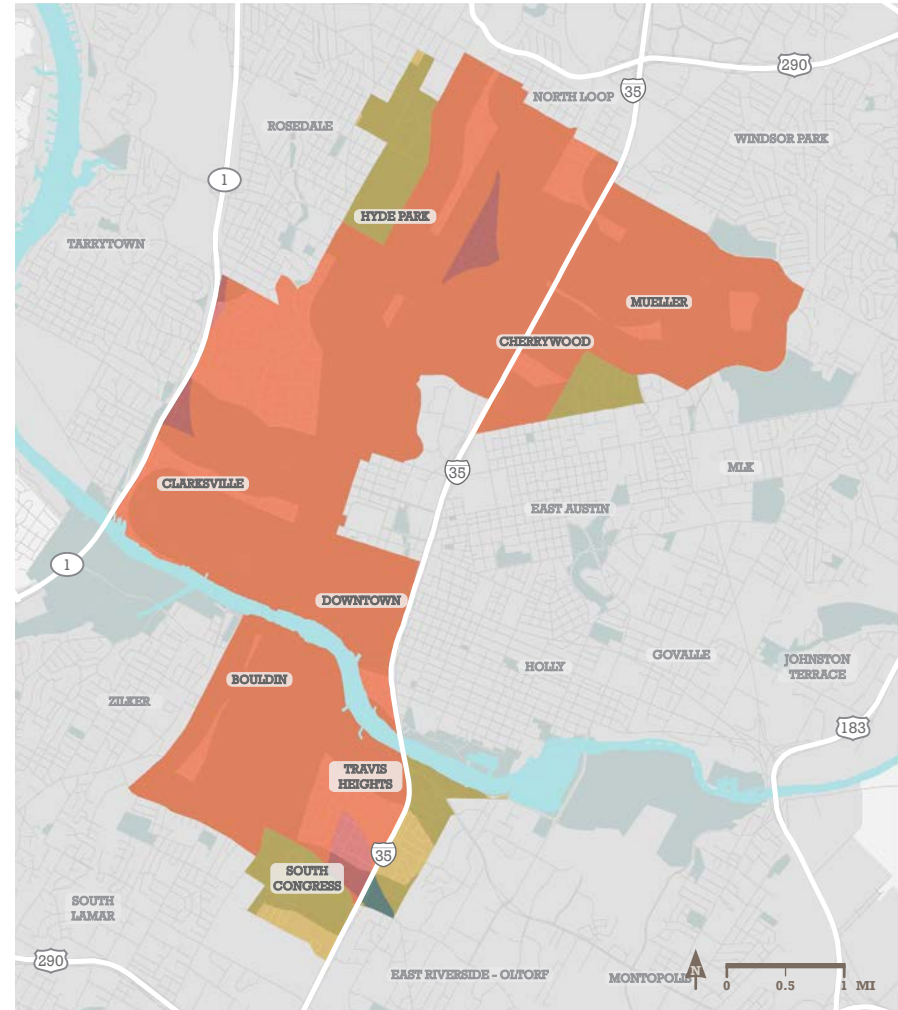 290
NORTH LOOP
35
ROSEDALE
WINDSOR PARK
1
HYDE PARK
TARRYTOWN
MUELLER
CHERRYWOOD
35
MLK
CLARKSVILLE
EAST AUSTIN
1
DOWNTOWN
GOVALLE
JOHNSTON
TERRACE
HOLLY
BOULDIN
ZILKER
183
TRAVIS
HEIGHTS
35
SOUTH
CONGRESS
SOUTH
LAMAR
290
EAST RIVERSIDE - OLTORF
MONTOPOLIS
N
0 0.5 1 MI